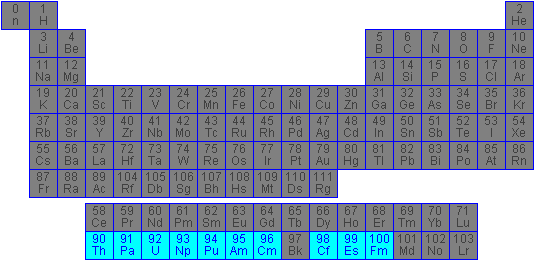 0 1 2
n H He
3 4 5 6 7 8 9 10
Li Be B C N O F Ne
11 12 13 14 15 16 17 18
Na Mg Al Si P S Cl Ar
19 20 21 22 23 24 25 26 27 28 29 30 31 32 33 34 35 36
K Ca Sc Ti V Cr Mn Fe Co Ni Cu Zn Ga Ge As Se Br Kr
37 38 39 40 41 42 43 44 45 46 47 48 49 50 51 52 53 54
Rb Sr Y Zr Nb Mo Tc Ru Rh Pd Ag Cd In Sn Sb Te I Xe
55 56 57 72 73 74 75 76 77 78 79 80 81 82 83 84 85 86
Cs Ba La Hf Ta W Re Os Ir Pt Au Hg Tl Pb Bi Po At Rn
87 88 89 104 105 106 107 108 109 110 111
Fr Ra Ac Rf Db Sg Bh Hs Mt Ds Rg
58 59 60 61 62 63 64 65 66 67 68 69 70 71
Ce Pr Nd Pm Sm Eu Gd Tb Dy Ho Er Tm Yb Lu
90 91 92 93 94 95 96 97 98 99 100 101 102 103
Th Pa U Np Pu Am Cm Bk Cf Es Fm Md No Lr